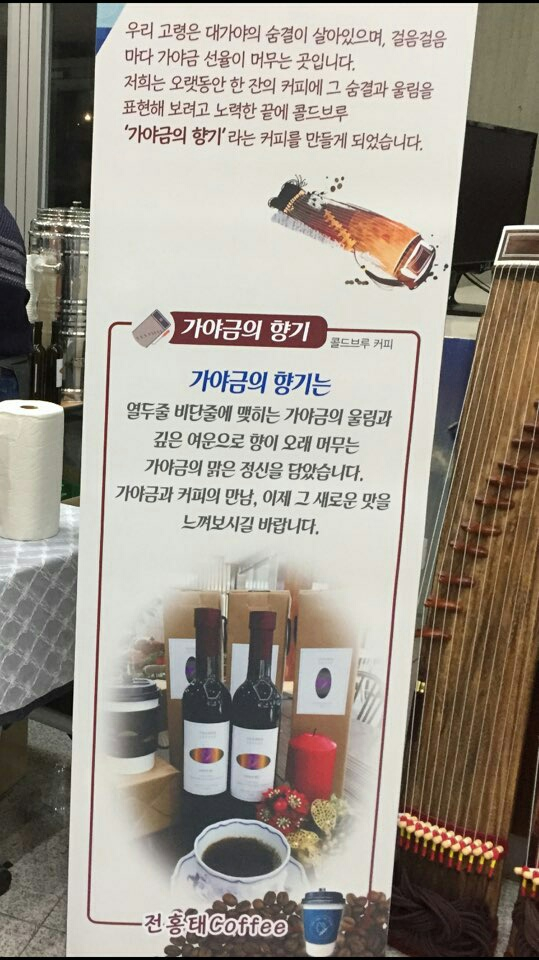 우리 고령은 대가야의 숨결이 살아있으며, 걸음걸음
마다 가야금 선율이 머무는 곳입니다.
저희는 오랫동안 한 잔의 커피에 그 숨결과 울림을
표현해 보려고 노력한 끝에 콜드브루
'가야금의 향기'라는 커피를 만들게 되었습니다.
가야금의 향기
콜드브루 커피
가야금의 향기는
열두줄 비단줄에 맺히는 가야금의 울림과
깊은 여운으로 향이 오래 머무는
가야금의 맑은 정신을 담았습니다.
가야금과 커피의 만남, 이제 그 새로운 맛을
느껴보시길 바랍니다.
전홍태Coffee